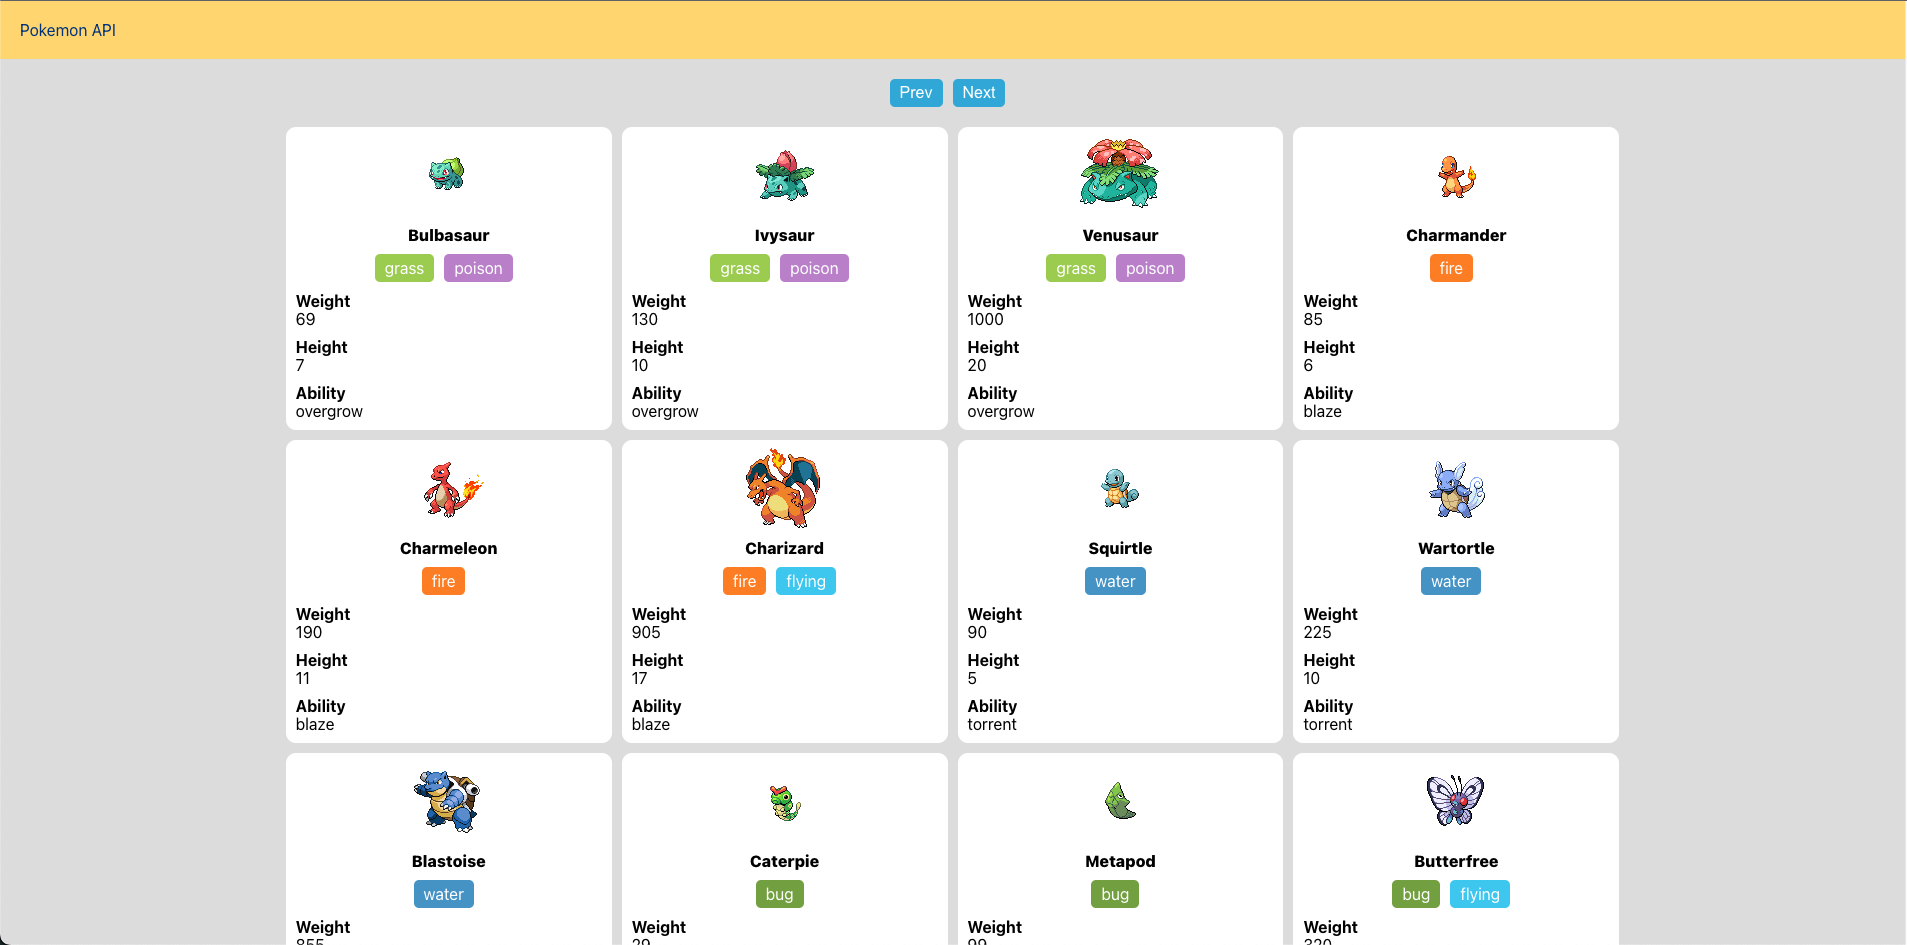 Pokemon API
Prev Next
Bulbasaur
grass poison
Weight
69
Height
7
Ability
overgrow
Ivysaur
grass poison
Weight
130
Height
10
Ability
overgrow
Venusaur
grass poison
Weight
1000
Height
20
Ability
overgrow
Charmander
fire
Weight
85
Height
6
Ability
blaze
Charmeleon
fire
Weight
190
Height
11
Ability
blaze
Charizard
fire flying
Weight
905
Height
17
Ability
blaze
Squirtle
water
Weight
90
Height
5
Ability
torrent
Wartortle
water
Weight
225
Height
10
Ability
torrent
Blastoise
water
Weight
855
Caterpie
bug
Weight
29
Metapod
bug
Weight
99
Butterfree
bug flying
Weight
320